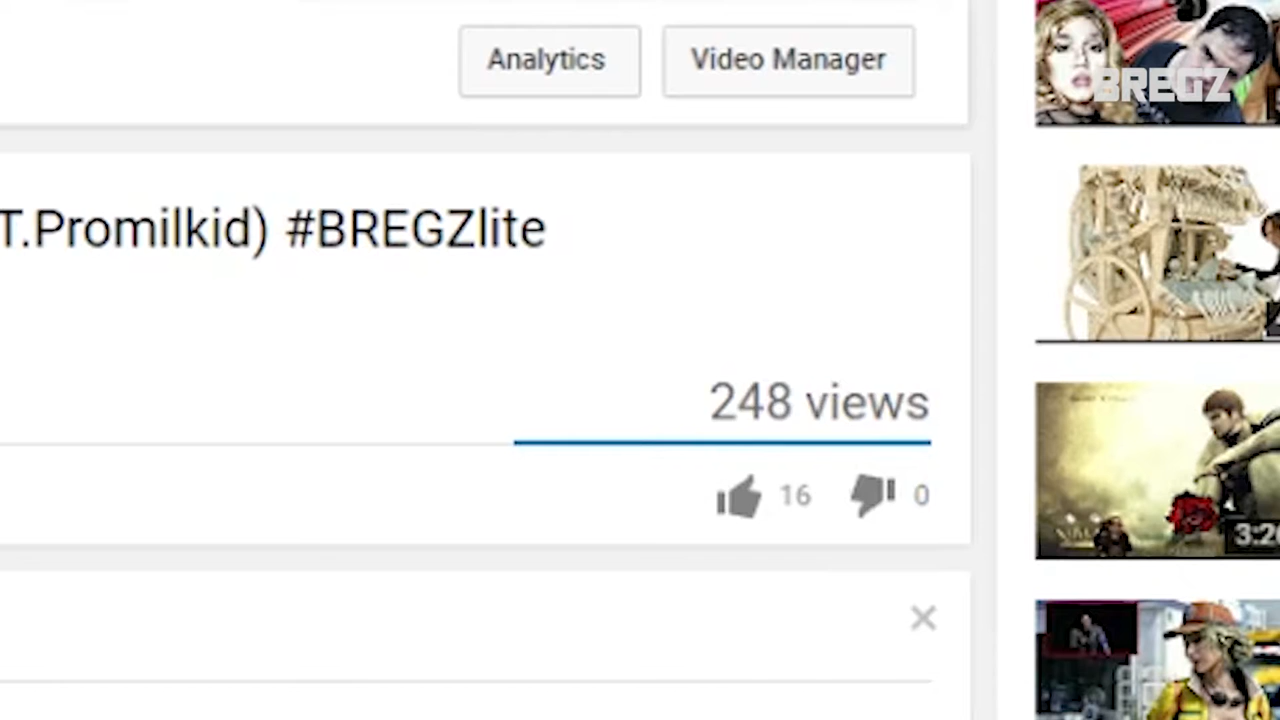 Analytics
Video Manager
BREGZ
T.Promilkid) #BREGZlite
248 views
16
0